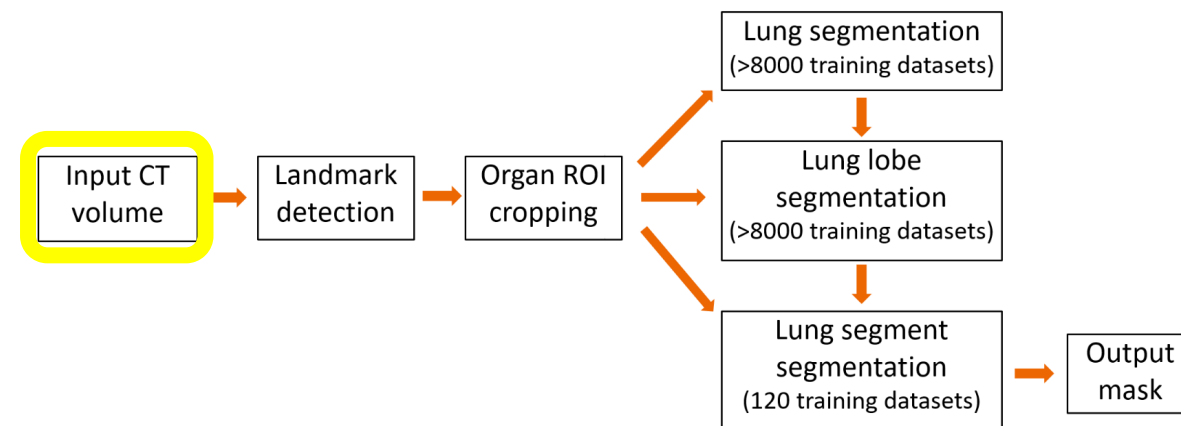 Input CT
volume
Landmark
detection
Organ ROI
cropping
Lung segmentation
(>8000 training datasets)
Lung lobe
segmentation
(>8000 training datasets)
Lung segment
segmentation
(120 training datasets)
Output
mask